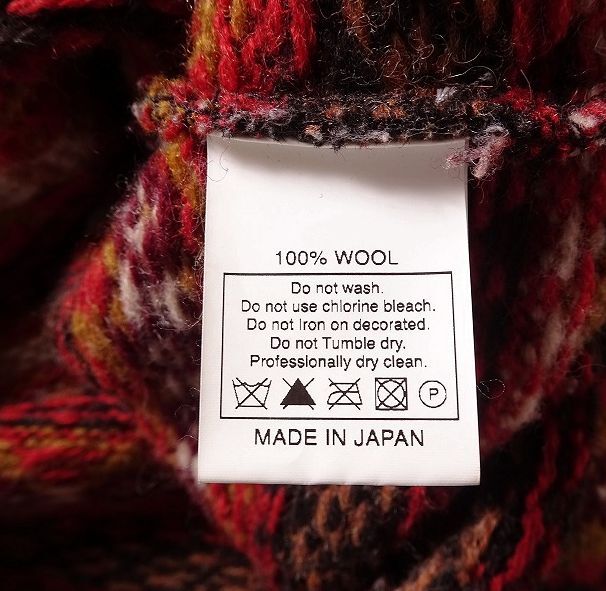 100% WOOL
Do not wash.
Do not use chlorine bleach.
Do not Iron on decorated.
Do not Tumble dry.
Professionally dry clean.
P
MADE IN JAPAN